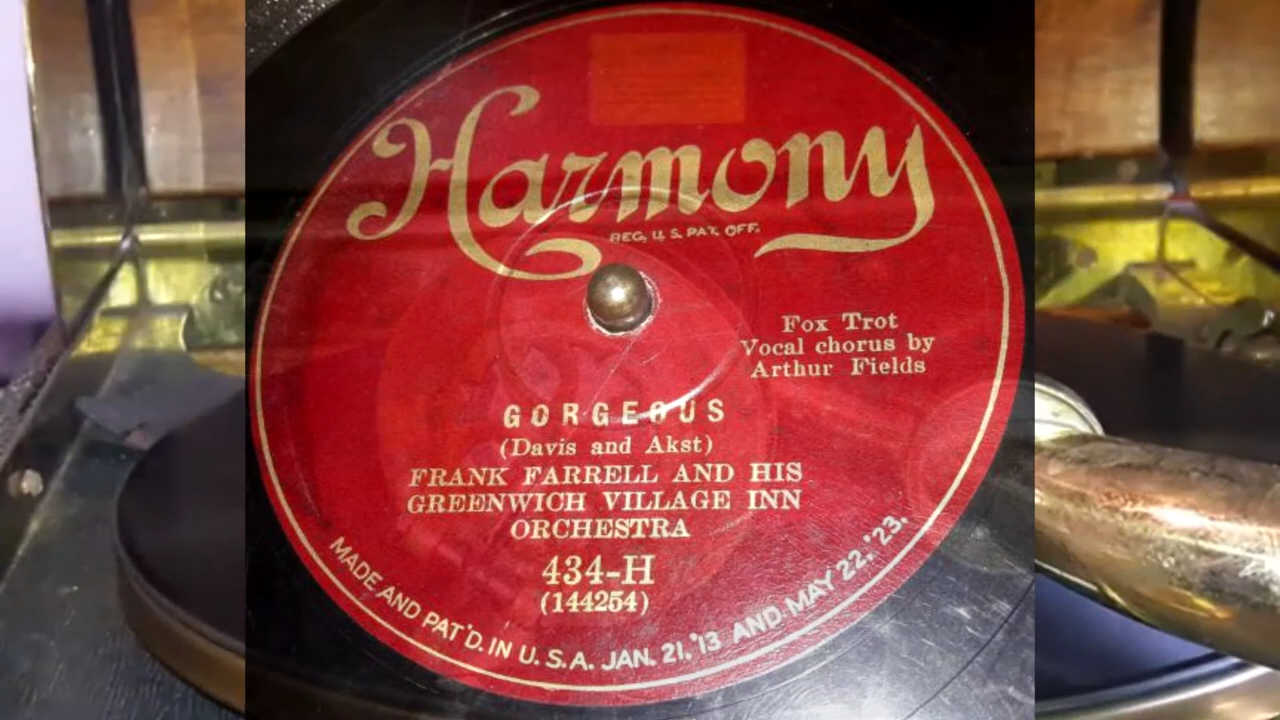 Harmony
REG. U. S. PAT. OFF.
Fox Trot
Vocal chorus by
Arthur Fields
GORGEOUS
(Davis and Akst)
FRANK FARRELL AND HIS
GREENWICH VILLAGE INN
ORCHESTRA
434-H
(144254)
MADE AND PAT'D. IN U. S. A. JAN. 21, '13 AND MAY 22, '23.